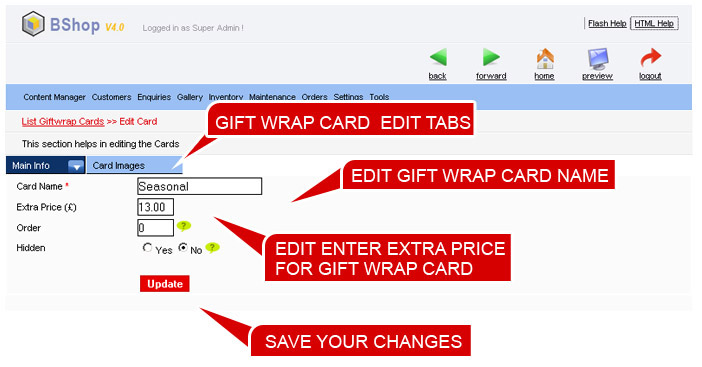 BShop V4.0
Logged in as Super Admin !
Flash Help HTML Help
back forward home preview logout
Content Manager Customers Enquiries Gallery Inventory Maintenance Orders Settings Tools
List Giftwrap Cards >> Edit Card
GIFT WRAP CARD EDIT TABS
This section helps in editing the Cards
Main Info Card Images
EDIT GIFT WRAP CARD NAME
Card Name * Seasonal
Extra Price (£) 13.00
Order 0 ?
Hidden Yes No ?
EDIT ENTER EXTRA PRICE
FOR GIFT WRAP CARD
Update
SAVE YOUR CHANGES